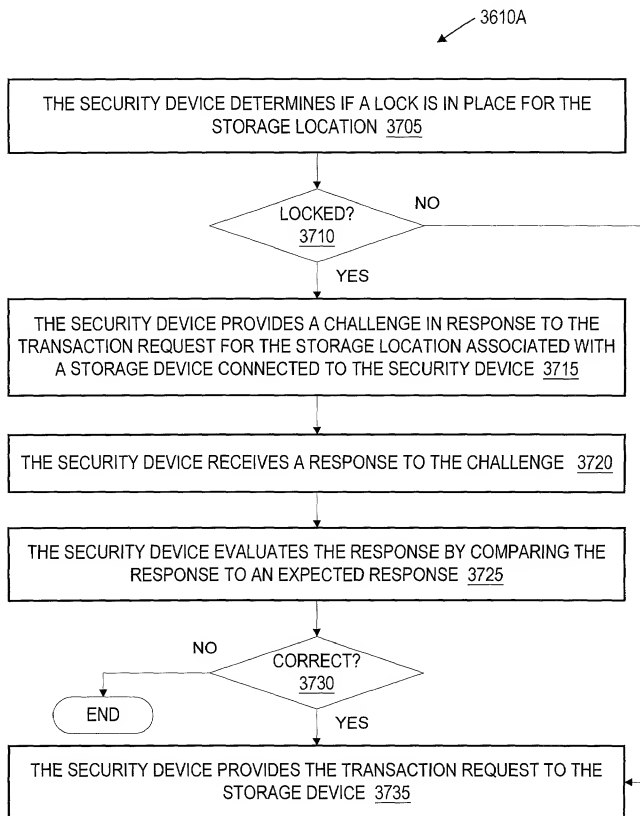 3610A
THE SECURITY DEVICE DETERMINES IF A LOCK IS IN PLACE FOR THE
STORAGE LOCATION 3705
LOCKED?
3710
NO
YES
THE SECURITY DEVICE PROVIDES A CHALLENGE IN RESPONSE TO THE
TRANSACTION REQUEST FOR THE STORAGE LOCATION ASSOCIATED WITH
A STORAGE DEVICE CONNECTED TO THE SECURITY DEVICE 3715
THE SECURITY DEVICE RECEIVES A RESPONSE TO THE CHALLENGE 3720
THE SECURITY DEVICE EVALUATES THE RESPONSE BY COMPARING THE
RESPONSE TO AN EXPECTED RESPONSE 3725
NO
CORRECT?
3730
END
YES
THE SECURITY DEVICE PROVIDES THE TRANSACTION REQUEST TO THE
STORAGE DEVICE 3735